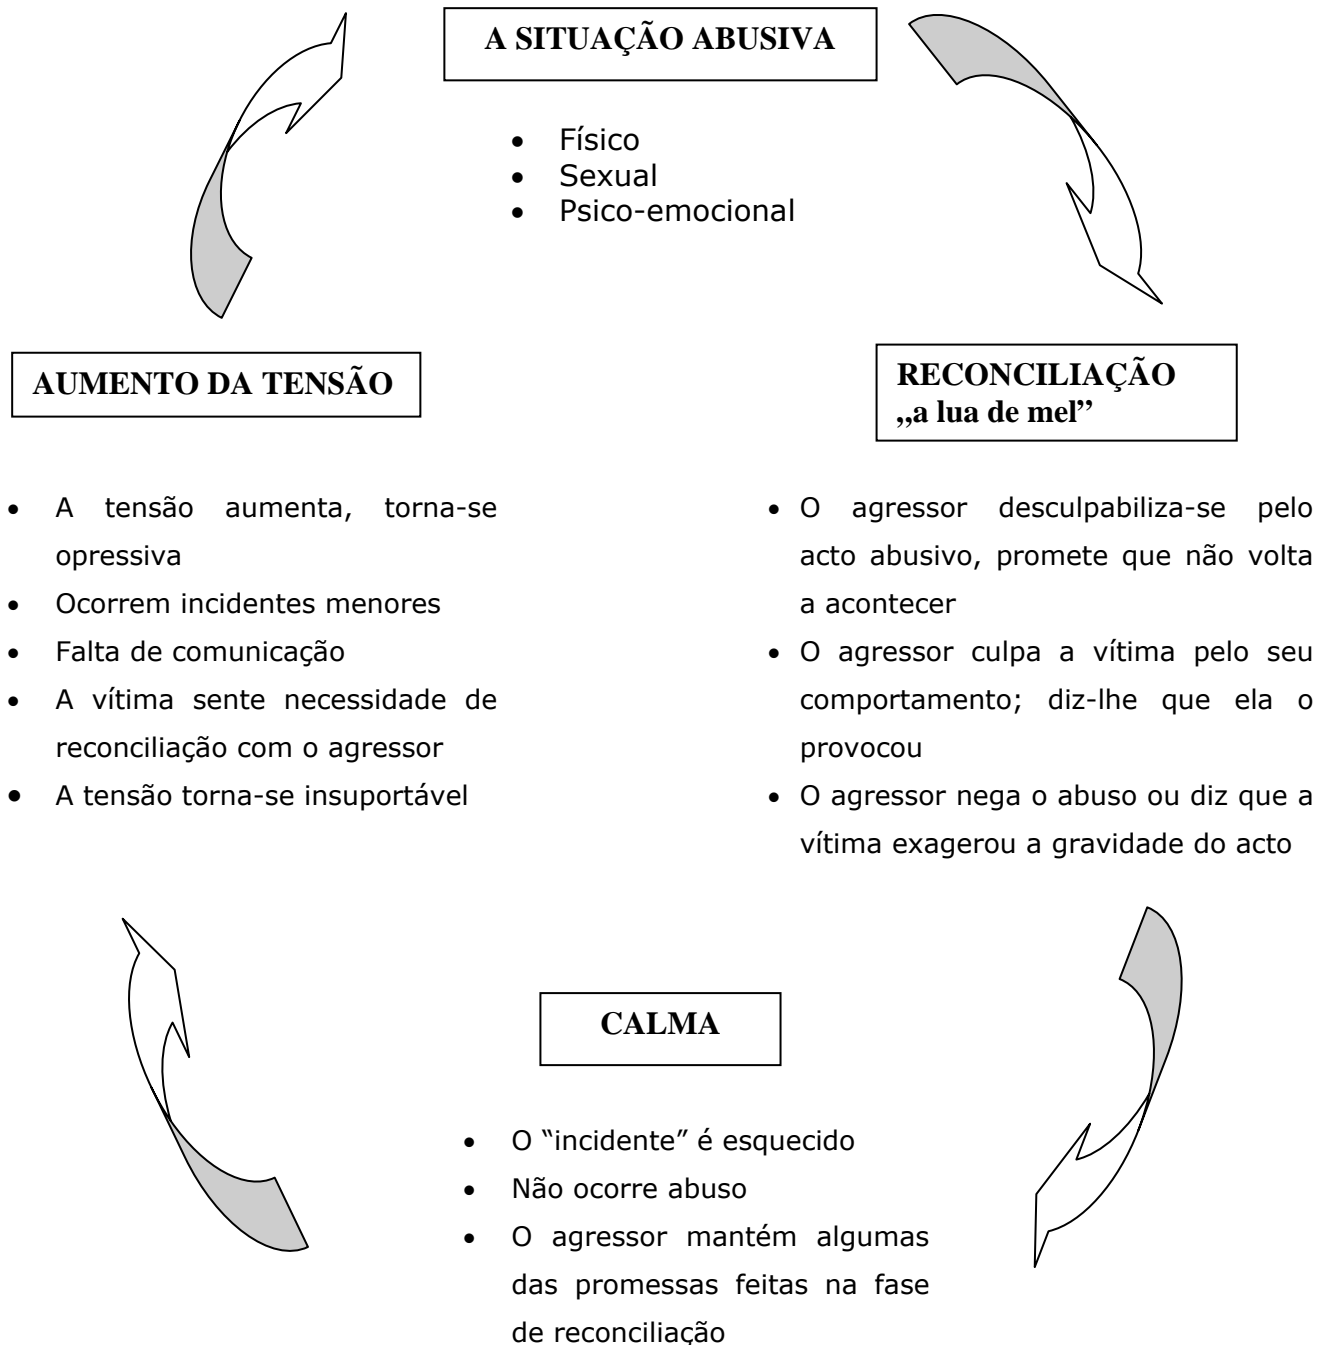 A SITUAÇÃO ABUSIVA
• Físico
• Sexual
• Psico-emocional
AUMENTO DA TENSÃO
• A tensão aumenta, torna-se
opressiva
• Ocorrem incidentes menores
• Falta de comunicação
• A vítima sente necessidade de
reconciliação com o agressor
• A tensão torna-se insuportável
RECONCILIAÇÃO
„a lua de mel”
• O agressor desculpabiliza-se pelo
acto abusivo, promete que não volta
a acontecer
• O agressor culpa a vítima pelo seu
comportamento; diz-lhe que ela o
provocou
• O agressor nega o abuso ou diz que a
vítima exagerou a gravidade do acto
CALMA
• O “incidente” é esquecido
• Não ocorre abuso
• O agressor mantém algumas
das promessas feitas na fase
de reconciliação